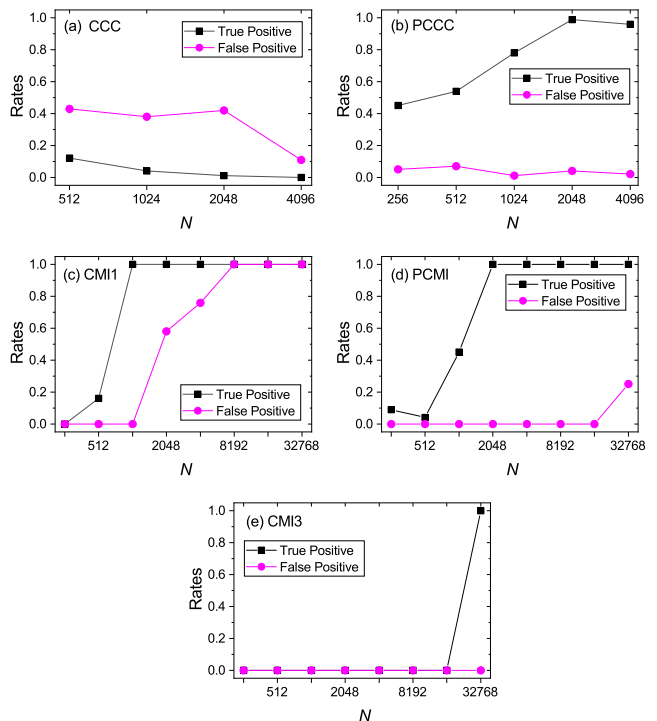 (a) CCC
True Positive
False Positive
1.0
0.8
0.6
0.4
0.2
0.0
Rates
512 1024 2048 4096
N
(b) PCCC
True Positive
False Positive
1.0
0.8
0.6
0.4
0.2
0.0
Rates
256 512 1024 2048 4096
N
(c) CMI1
True Positive
False Positive
1.0
0.8
0.6
0.4
0.2
0.0
Rates
512 2048 8192 32768
N
(d) PCMI
True Positive
False Positive
1.0
0.8
0.6
0.4
0.2
0.0
Rates
512 2048 8192 32768
N
(e) CMI3
True Positive
False Positive
1.0
0.8
0.6
0.4
0.2
0.0
Rates
512 2048 8192 32768
N